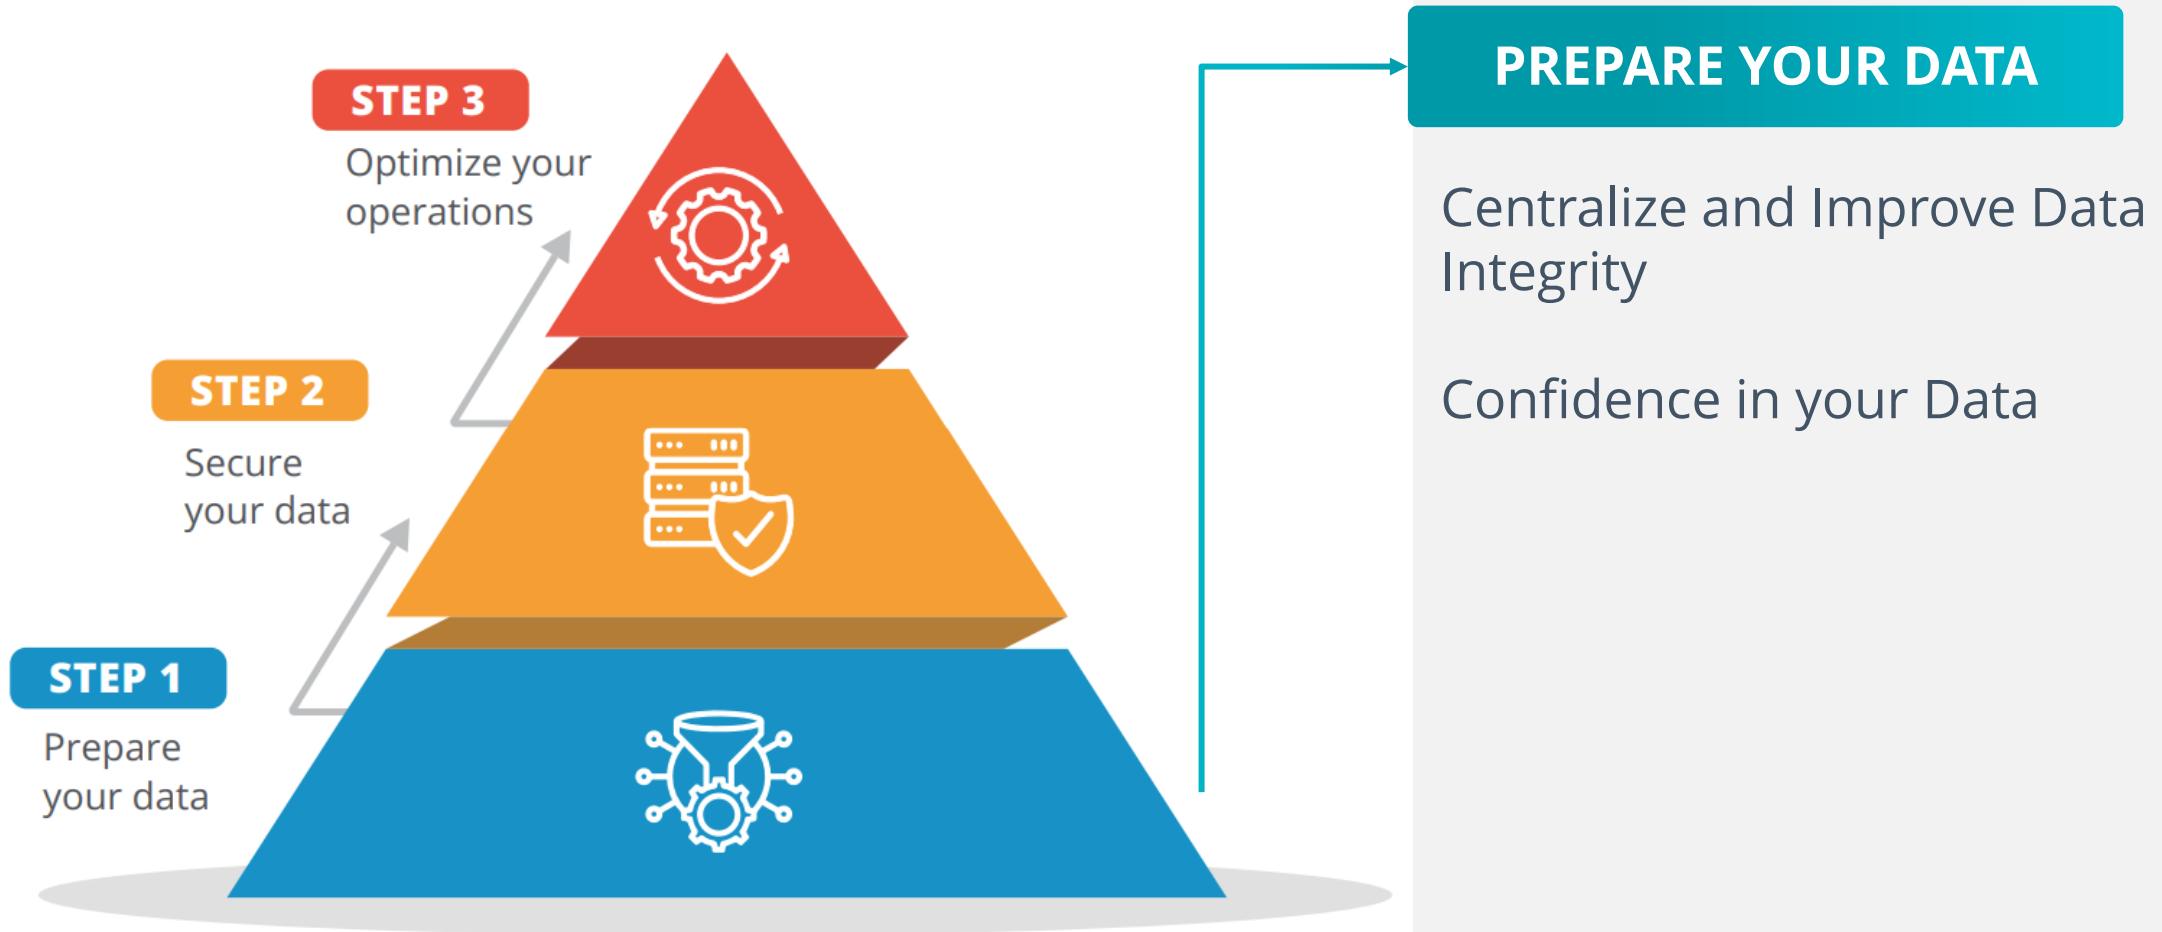 STEP 3
Optimize your
operations
STEP 2
Secure
your data
STEP 1
Prepare
your data
PREPARE YOUR DATA
Centralize and Improve Data
Integrity
Confidence in your Data